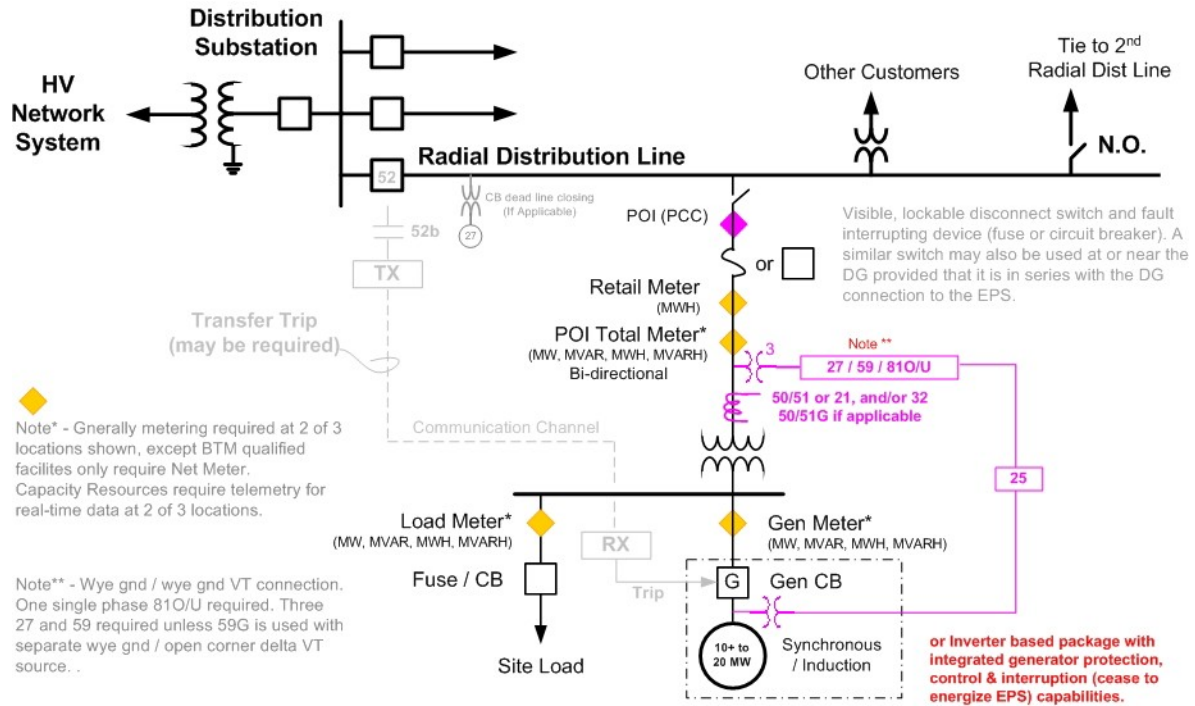 Distribution
Substation
HV
Network
System
Other Customers
Tie to 2nd
Radial Dist Line
N.O.
Radial Distribution Line
52
CB dead line closing
(If Applicable)
27
52b
TX
POI (PCC)
Visible, lockable disconnect switch and fault
interrupting device (fuse or circuit breaker). A
similar switch may also be used at or near the
DG provided that it is in series with the DG
connection to the EPS.
or
Retail Meter
(MWH)
Transfer Trip
(may be required)
POI Total Meter*
(MW, MVAR, MWH, MVARH)
Bi-directional
3
Note **
27 / 59 / 81O/U
50/51 or 21, and/or 32
50/51G if applicable
Note* - Gnerally metering required at 2 of 3
locations shown, except BTM qualified
facilites only require Net Meter.
Capacity Resources require telemetry for
real-time data at 2 of 3 locations.
Communication Channel
25
Load Meter*
(MW, MVAR, MWH, MVARH)
RX
Gen Meter*
(MW, MVAR, MWH, MVARH)
Fuse / CB
Trip
G
Gen CB
Note** - Wye gnd / wye gnd VT connection.
One single phase 81O/U required. Three
27 and 59 required unless 59G is used with
separate wye gnd / open corner delta VT
source. .
Site Load
10+ to
20 MW
Synchronous
/ Induction
or Inverter based package with
integrated generator protection,
control & interruption (cease to
energize EPS) capabilities.